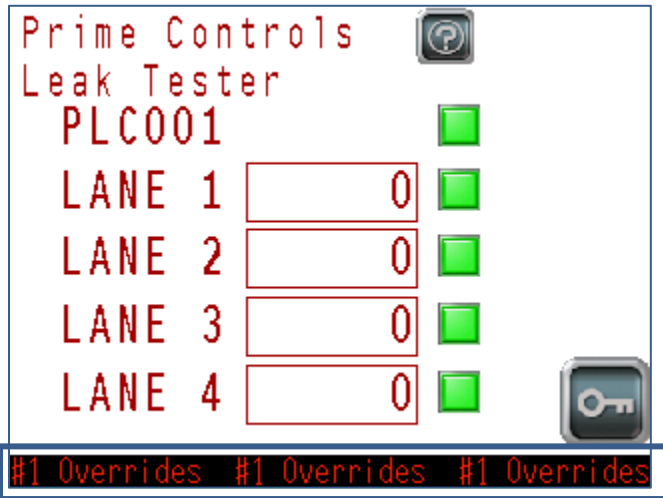 Prime Controls
Leak Tester
PLC001
LANE 1 0
LANE 2 0
LANE 3 0
LANE 4 0
#1 Overrides #1 Overrides #1 Overrides